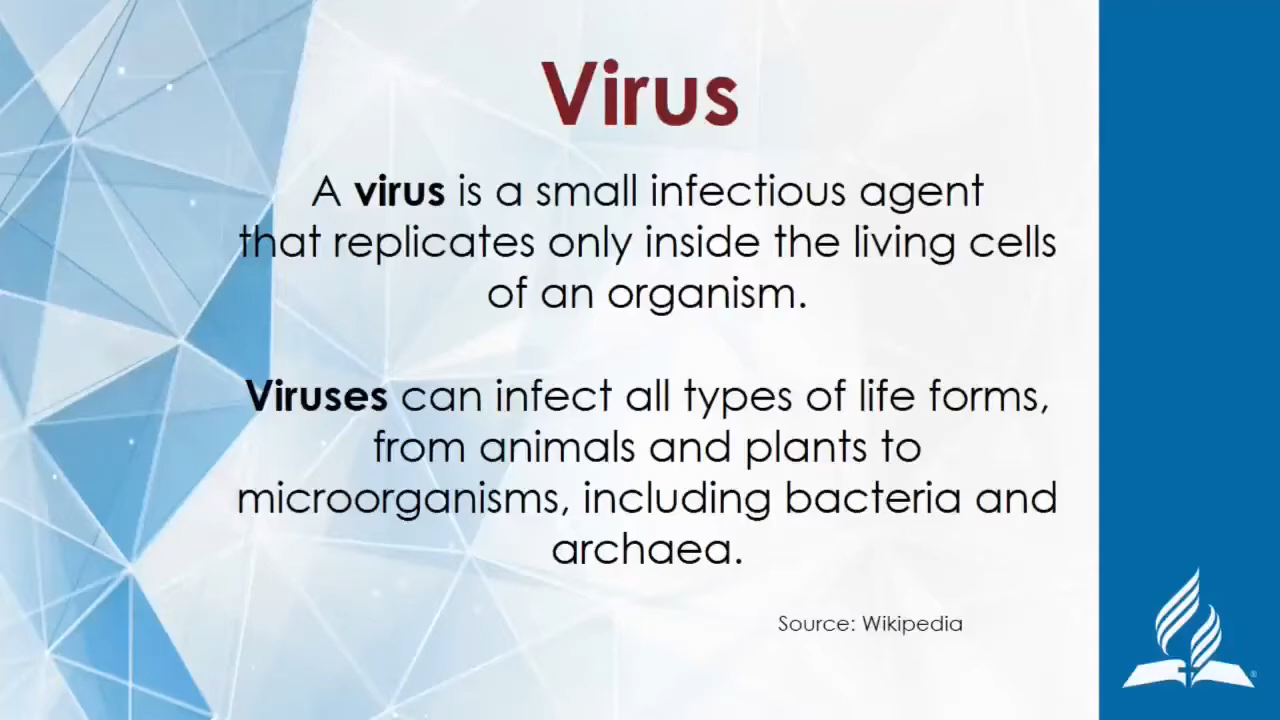 Virus
A virus is a small infectious agent
that replicates only inside the living cells
of an organism.
Viruses can infect all types of life forms,
from animals and plants to
microorganisms, including bacteria and
archaea.
Source: Wikipedia
®